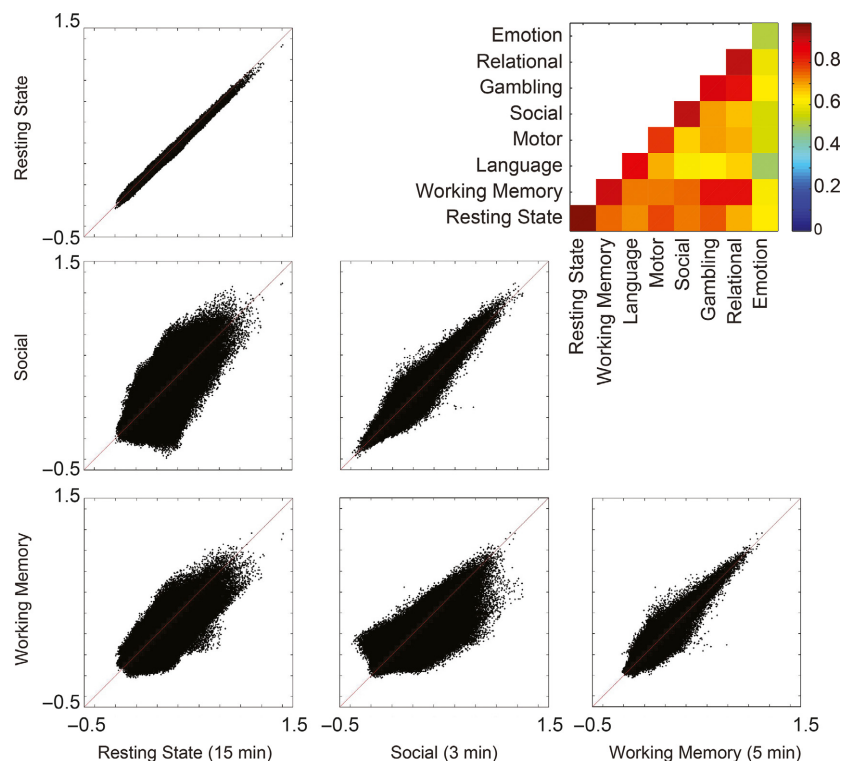 1.5
Resting State
–0.5
Emotion
Relational
Gambling
Social
Motor
Language
Working Memory
Resting State
0.8
0.6
0.4
0.2
0
Resting State
Working Memory
Language
Motor
Social
Gambling
Relational
Emotion
1.5
Social
–0.5
1.5
Working Memory
–0.5
–0.5
1.5
–0.5
1.5
–0.5
1.5
Resting State (15 min)
Social (3 min)
Working Memory (5 min)